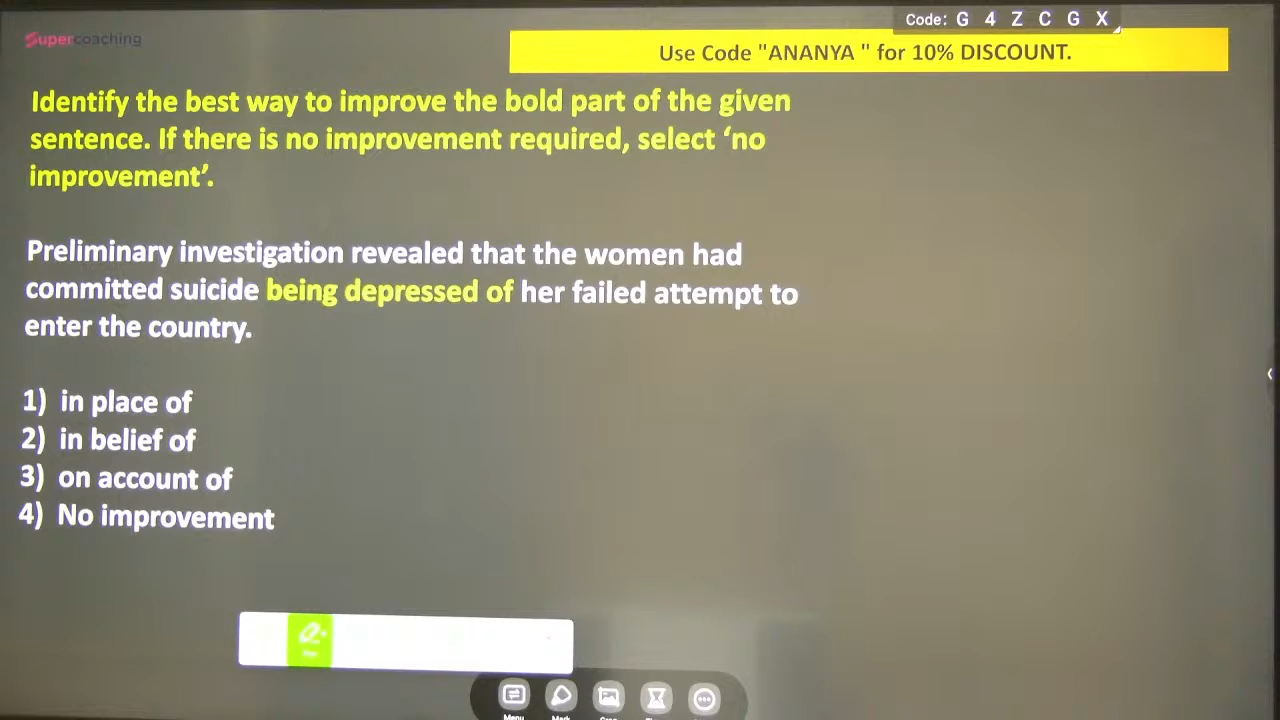 Code: G 4 Z C G X
Supercoaching
Use Code "ANANYA " for 10% DISCOUNT.
Identify the best way to improve the bold part of the given
sentence. If there is no improvement required, select ‘no
improvement’.
Preliminary investigation revealed that the women had
committed suicide being depressed of her failed attempt to
enter the country.
1) in place of
2) in belief of
3) on account of
4) No improvement
Menu
Mark